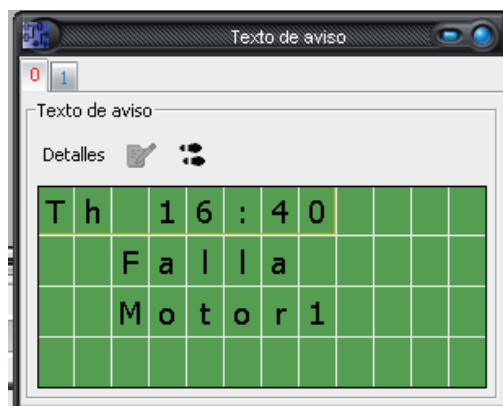 Texto de aviso
0 1
Texto de aviso
Detalles
Th 16:40
Falla
Motor1